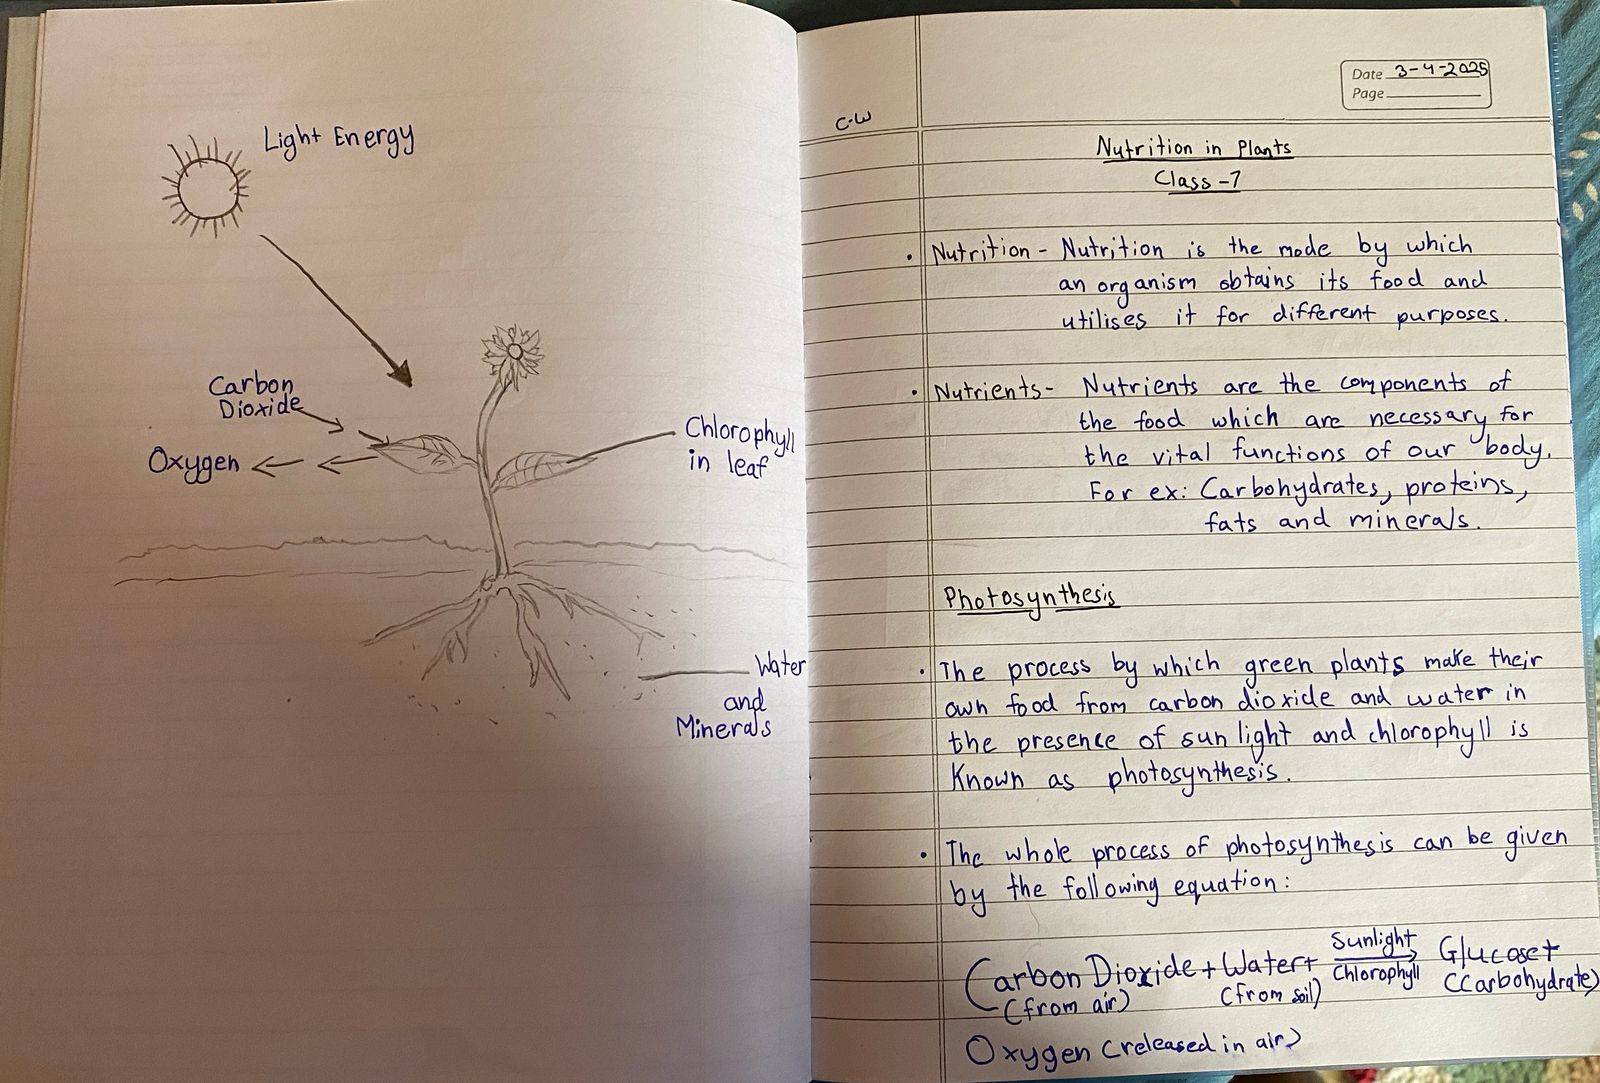 Light Energy
Carbon
Dioxide
Oxygen
Chlorophyll
in leaf
Water
and
Minerals
Date 3-4-2025
Page
C.W
Nutrition in Plants
Class -7
• Nutrition - Nutrition is the mode by which
an organism obtains its food and
utilises it for different purposes.
• Nutrients - Nutrients are the components of
the food which are necessary for
the vital functions of our body.
For ex: Carbohydrates, proteins,
fats and minerals.
Photosynthesis
• The process by which green plants make their
own food from carbon dioxide and water in
the presence of sun light and chlorophyll is
Known as photosynthesis.
• The whole process of photosynthesis can be given
by the following equation:
Carbon Dioxide + Water + Sunlight Chlorophyll Glucose +
(from air) (from soil) (Carbohydrate)
Oxygen (released in air)